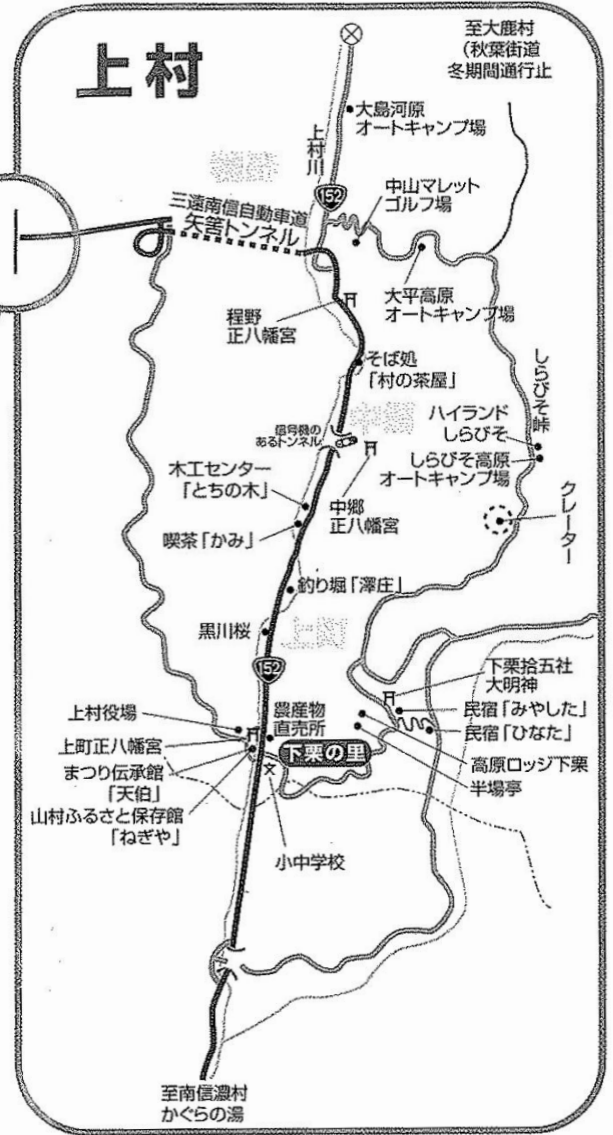 上村
至大鹿村
(秋葉街道
冬期間通行止
大島河原
オートキャンプ場
上村川
152
中山マレット
ゴルフ場
三遠南信自動車道
矢筈トンネル
大平高原
オートキャンプ場
程野
正八幡宮
そば処
「村の茶屋」
しらびそ峠
ハイランド
しらびそ
しらびそ高原
オートキャンプ場
信号機の
あるトンネル
中郷
木工センター
「とちの木」
中郷
正八幡宮
クレーター
喫茶「かみ」
釣り堀「澤庄」
黒川桜
152
下栗拾五社
大明神
民宿「みやした」
民宿「ひなた」
上村役場
農産物
直売所
上町正八幡宮
下栗の里
高原ロッジ下栗
半場亭
まつり伝承館
「天伯」
山村ふるさと保存館
「ねぎや」
文
小中学校
至南信濃村
かぐらの湯